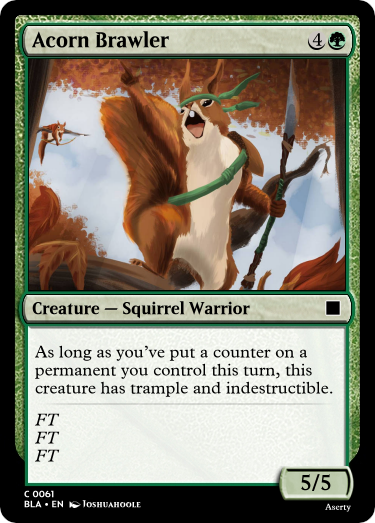 Acorn Brawler 4
Creature — Squirrel Warrior
As long as you've put a counter on a
permanent you control this turn, this
creature has trample and indestructible.
FT
FT
FT
5/5
C 0061
BLA • EN Joshuahoole
Aserty